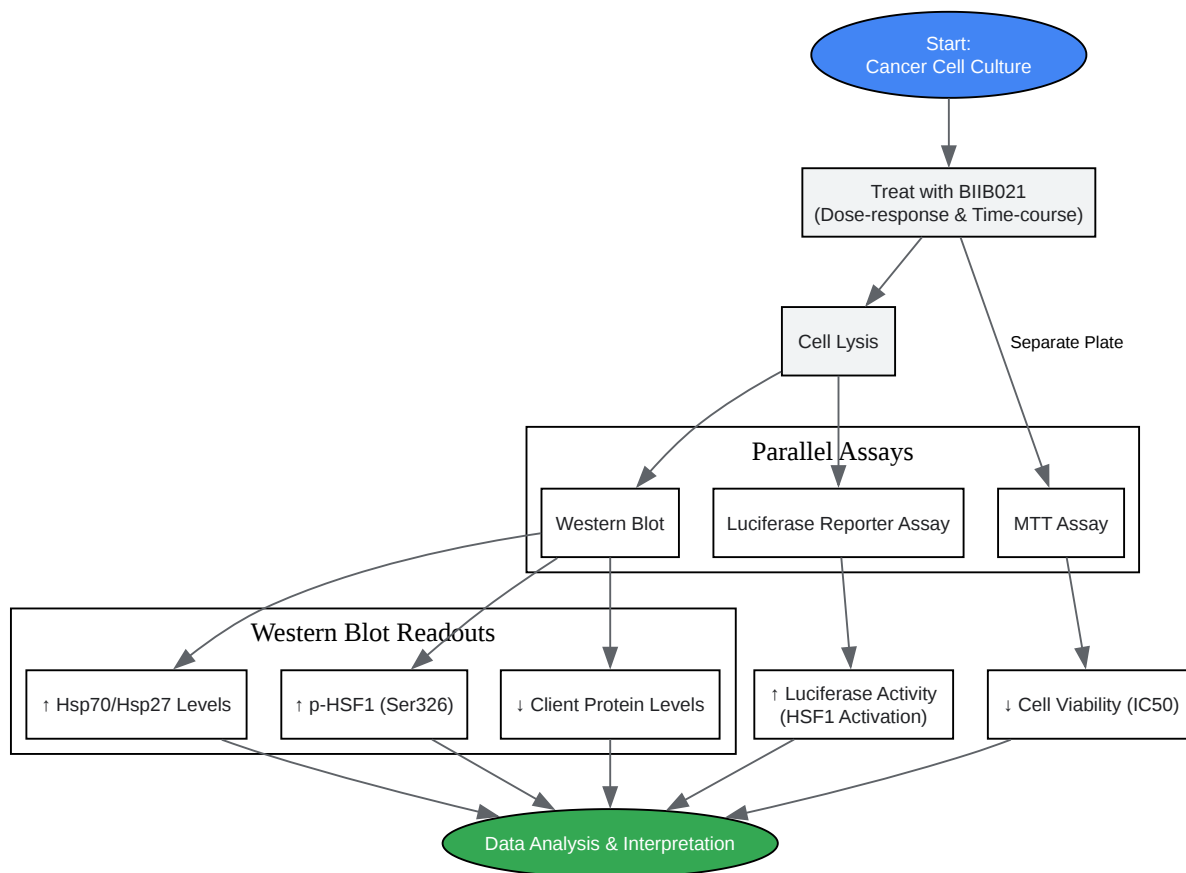 Start:
Cancer Cell Culture
Treat with BIIB021
(Dose-response & Time-course)
Cell Lysis
Separate Plate
Parallel Assays
Western Blot
Luciferase Reporter Assay
MTT Assay
Western Blot Readouts
↑ Hsp70/Hsp27 Levels
↑ p-HSF1 (Ser326)
↓ Client Protein Levels
↑ Luciferase Activity
(HSF1 Activation)
↓ Cell Viability (IC50)
Data Analysis & Interpretation